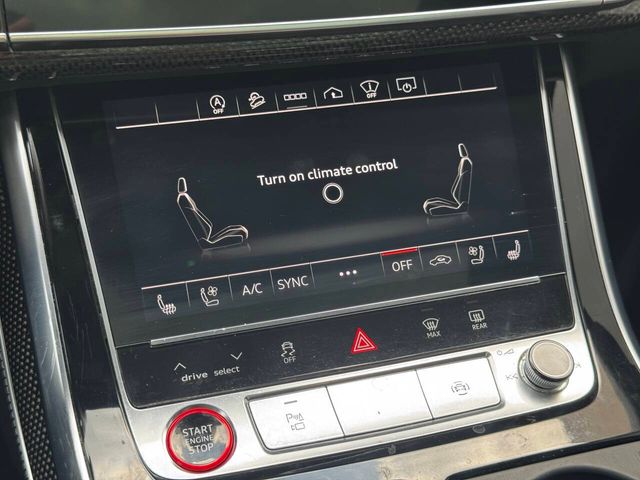 OFF
OFF
Turn on climate control
A/C
SYNC
OFF
drive select
OFF
MAX
REAR
START
ENGINE
STOP
P